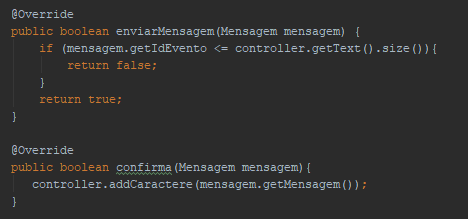 @Override
public boolean enviarMensagem(Mensagem mensagem) {
    if (mensagem.getIdEvento <= controller.getText().size()){
        return false;
    }
    return true;
}
@Override
public boolean confirma(Mensagem mensagem){
   controller.addCaractere(mensagem.getMensagem());
}